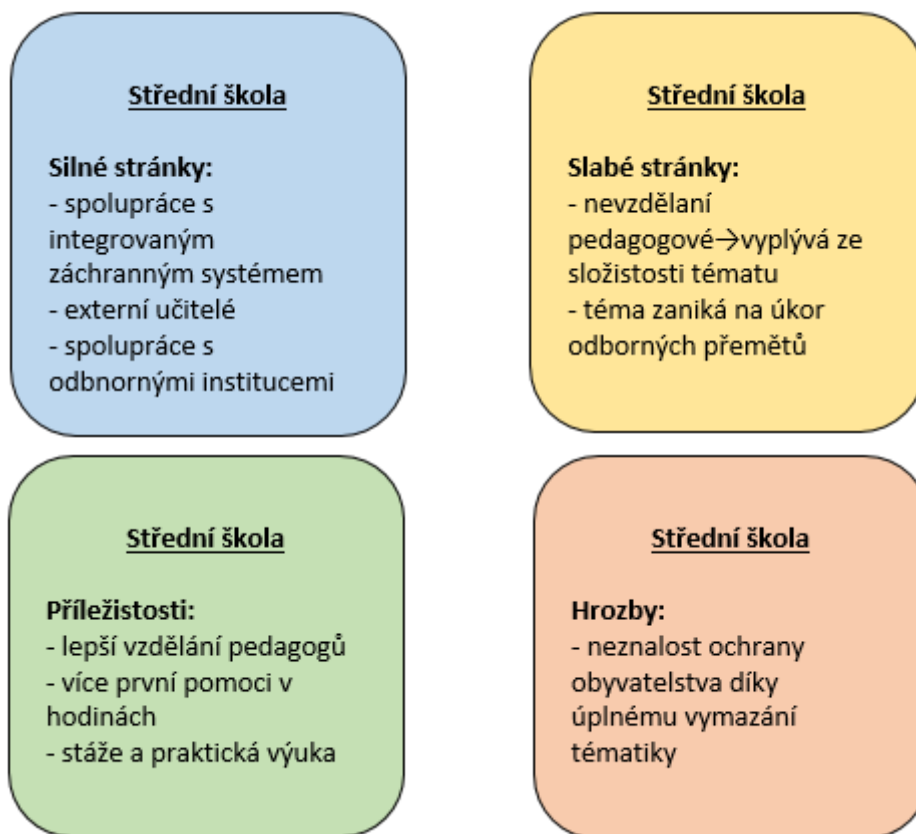 Střední škola
Silné stránky:
- spolupráce s
integrovaným
záchranným systémem
- externí učitelé
- spolupráce s
odbnornými institucemi
Střední škola
Slabé stránky:
- nevzdělaní
pedagogové→vyplývá ze
složistosti tématu
- téma zaniká na úkor
odborných přemětů
Střední škola
Příležistosti:
- lepší vzdělání pedagogů
- více první pomoci v
hodinách
- stáže a praktická výuka
Střední škola
Hrozby:
- neznalost ochrany
obyvatelstva díky
úplnému vymazání
tématiky